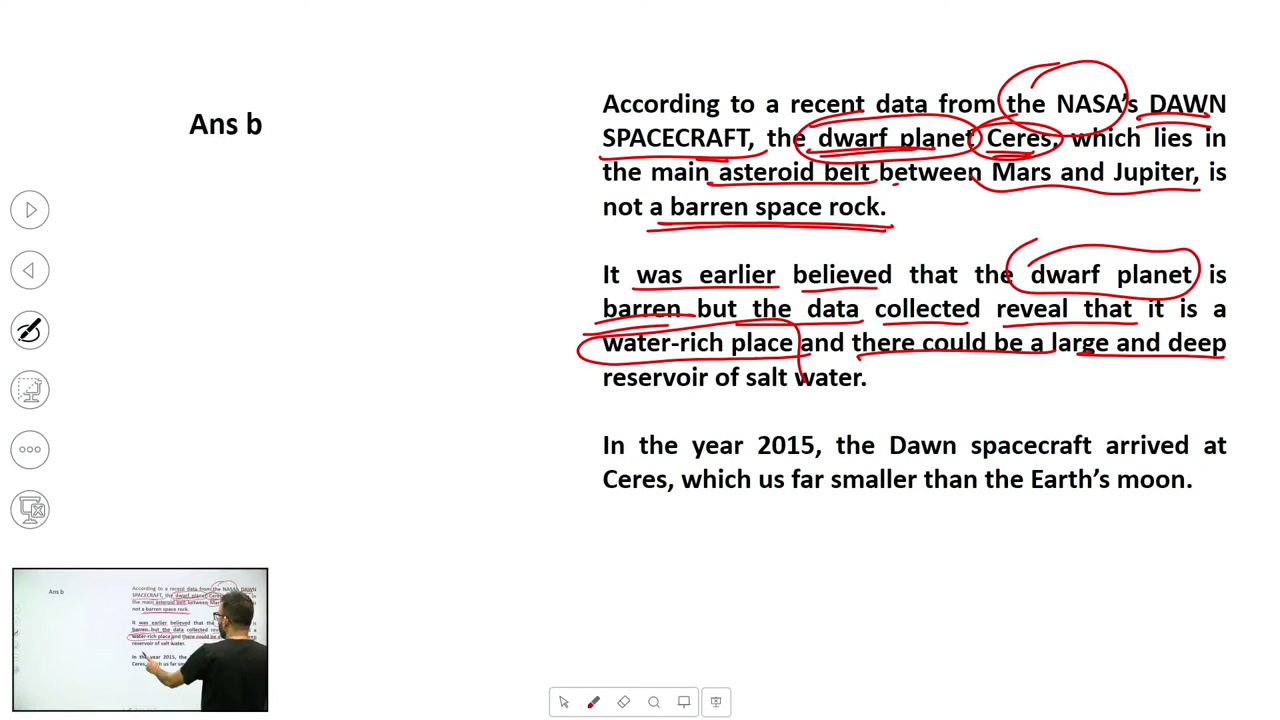 Ans b
According to a recent data from the NASA's DAWN
SPACECRAFT, the dwarf planet Ceres, which lies in
the main asteroid belt between Mars and Jupiter, is
not a barren space rock.
It was earlier believed that the dwarf planet is
barren but the data collected reveal that it is a
water-rich place and there could be a large and deep
reservoir of salt water.
In the year 2015, the Dawn spacecraft arrived at
Ceres, which us far smaller than the Earth's moon.